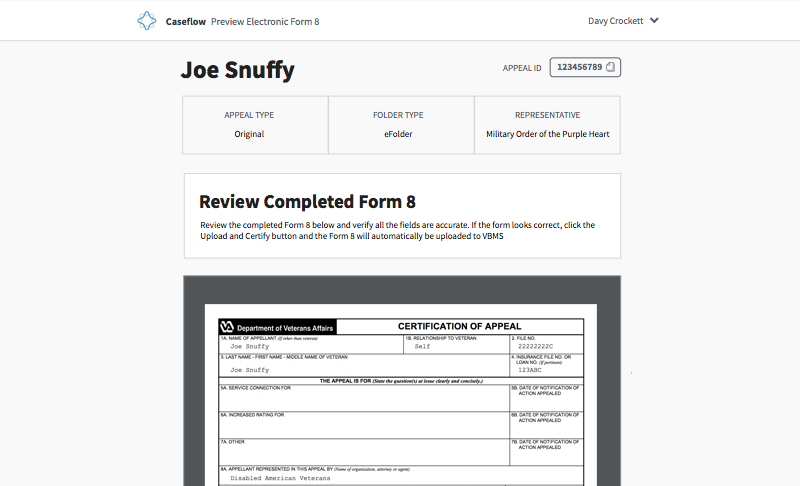 Caseflow Preview Electronic Form 8
Davy Crockett
Joe Snuffy
APPEAL ID 123456789
APPEAL TYPE
Original
FOLDER TYPE
eFolder
REPRESENTATIVE
Military Order of the Purple Heart
Review Completed Form 8
Review the completed Form 8 below and verify all the fields are accurate. If the form looks correct, click the
Upload and Certify button and the Form 8 will automatically be uploaded to VBMS
VA Department of Veterans Affairs
CERTIFICATION OF APPEAL
1A. NAME OF APPELLANT (If other than veteran)
Joe Snuffy
1B. RELATIONSHIP TO VETERAN
Self
2. FILE NO.
22222222C
3. LAST NAME - FIRST NAME - MIDDLE NAME OF VETERAN
Joe Snuffy
4. INSURANCE FILE NO. OR
LOAN NO. (If pertinent)
123ABC
THE APPEAL IS FOR (State the question(s) at issue clearly and concisely.)
5A. SERVICE CONNECTION FOR
5B. DATE OF NOTIFICATION OF
ACTION APPEALED
6A. INCREASED RATING FOR
6B. DATE OF NOTIFICATION OF
ACTION APPEALED
7A. OTHER
7B. DATE OF NOTIFICATION OF
ACTION APPEALED
8A. APPELLANT REPRESENTED IN THIS APPEAL BY (Name of organization, attorney or agent)
Disabled American Veterans